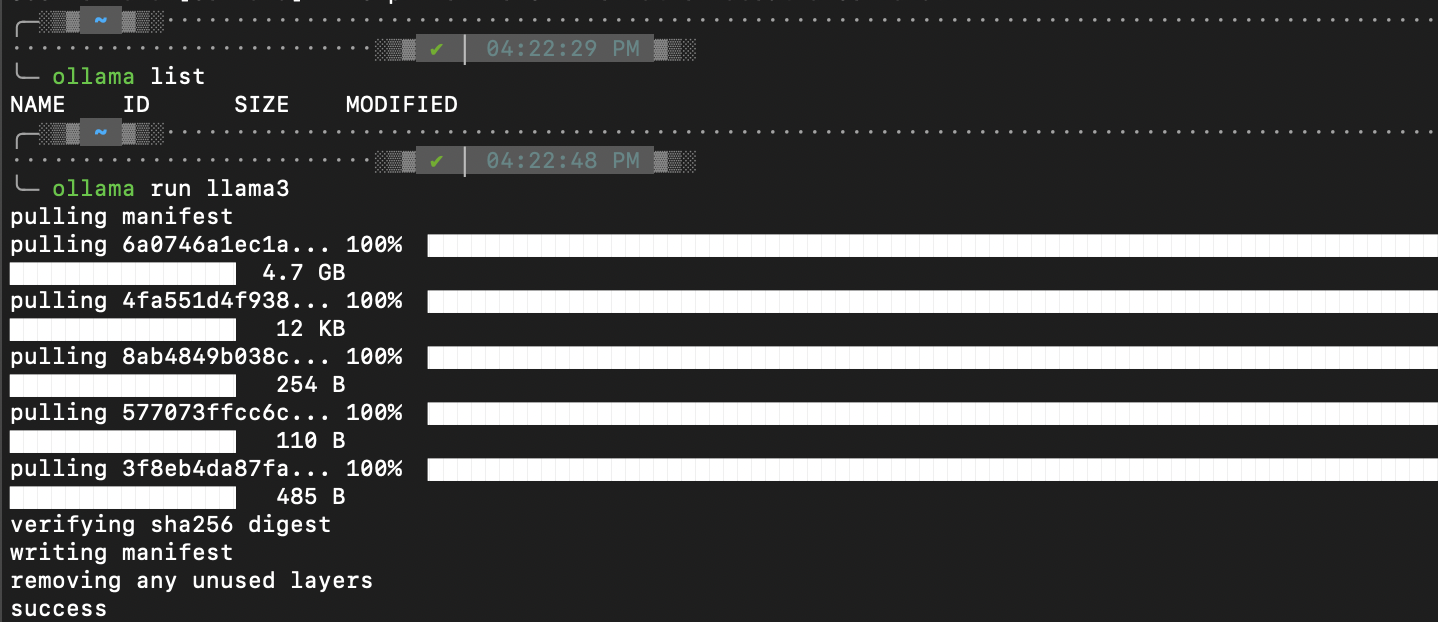 ~
✔ 04:22:29 PM
ollama list
NAME ID SIZE MODIFIED
~
✔ 04:22:48 PM
ollama run llama3
pulling manifest
pulling 6a0746a1ec1a... 100%
4.7 GB
pulling 4fa551d4f938... 100%
12 KB
pulling 8ab4849b038c... 100%
254 B
pulling 577073ffcc6c... 100%
110 B
pulling 3f8eb4da87fa... 100%
485 B
verifying sha256 digest
writing manifest
removing any unused layers
success